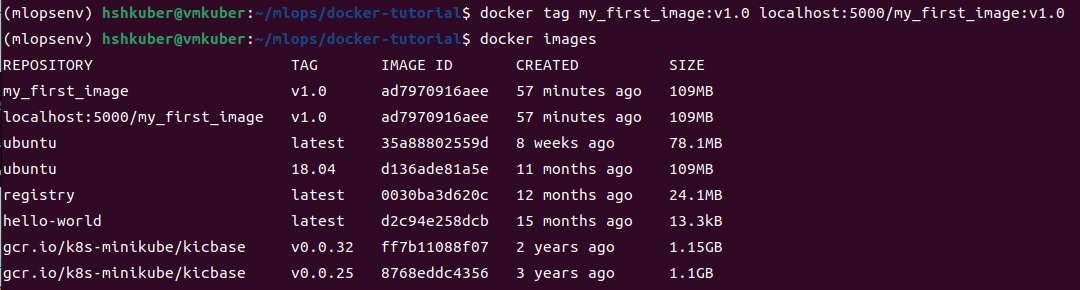 (mlopsenv) hshkuber@vmkuber:~/mlops/docker-tutorial$ docker tag my_first_image:v1.0 localhost:5000/my_first_image:v1.0
(mlopsenv) hshkuber@vmkuber:~/mlops/docker-tutorial$ docker images
REPOSITORY TAG IMAGE ID CREATED SIZE
my_first_image v1.0 ad7970916aee 57 minutes ago 109MB
localhost:5000/my_first_image v1.0 ad7970916aee 57 minutes ago 109MB
ubuntu latest 35a88802559d 8 weeks ago 78.1MB
ubuntu 18.04 d136ade81a5e 11 months ago 109MB
registry latest 0030ba3d620c 12 months ago 24.1MB
hello-world latest d2c94e258dcb 15 months ago 13.3kB
gcr.io/k8s-minikube/kicbase v0.0.32 ff7b11088f07 2 years ago 1.15GB
gcr.io/k8s-minikube/kicbase v0.0.25 8768eddc4356 3 years ago 1.1GB